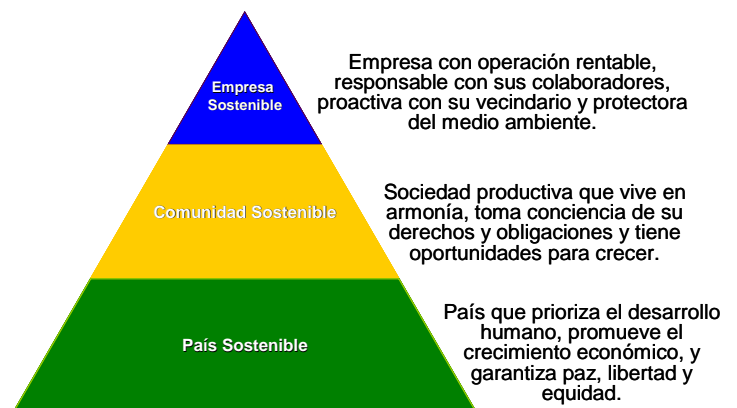 Empresa
Sostenible
Empresa con operación rentable,
responsable con sus colaboradores,
proactiva con su vecindario y protectora
del medio ambiente.
Comunidad Sostenible
Sociedad productiva que vive en
armonía, toma conciencia de su
derechos y obligaciones y tiene
oportunidades para crecer.
País Sostenible
País que prioriza el desarrollo
humano, promueve el
crecimiento económico, y
garantiza paz, libertad y
equidad.